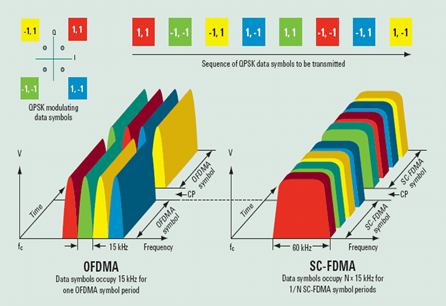 -1, 1
1, 1
Q
I
-1, -1
1, -1
QPSK modulating
data symbols
1, 1
-1, -1
-1, 1
1, -1
1, 1
-1, -1
-1, 1
1, -1
Sequence of QPSK data symbols to be transmitted
V
Time
OFDMA
symbol
CP
OFDMA
symbol
fc
15 kHz
Frequency
OFDMA
Data symbols occupy 15 kHz for
one OFDMA symbol period
V
Time
SC-FDMA
symbol
CP
SC-FDMA
symbol
fc
60 kHz
Frequency
SC-FDMA
Data symbols occupy N× 15 kHz for
1/N SC-FDMA symbol periods